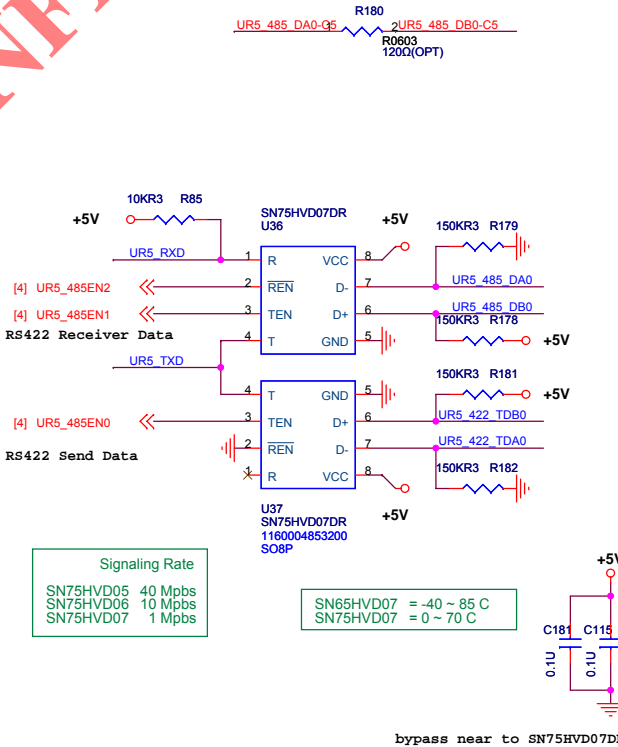 R180
UR5_485_DA0-C5 1 2 UR5_485_DB0-C5
R0603
120Ω(OPT)
10KR3 R85
+5V
SN75HVD07DR
U36
+5V
150KR3 R179
UR5_RXD
1 R VCC 8
[4] UR5_485EN2
2 REN D- 7
UR5_485_DA0
[4] UR5_485EN1
3 TEN D+ 6
UR5_485_DB0
150KR3 R178
RS422 Receiver Data
4 T GND 5
+5V
UR5_TXD
150KR3 R181
4 T GND 5
+5V
[4] UR5_485EN0
3 TEN D+ 6
UR5_422_TDB0
RS422 Send Data
2 REN D- 7
UR5_422_TDA0
1 R VCC 8
150KR3 R182
U37
SN75HVD07DR
1160004853200
SO8P
+5V
Signaling Rate
SN75HVD05 40 Mpbs
SN75HVD06 10 Mpbs
SN75HVD07 1 Mpbs
SN65HVD07 = -40 ~ 85 C
SN75HVD07 = 0 ~ 70 C
+5V
C181 C115
0.1U 0.1U
bypass near to SN75HVD07D